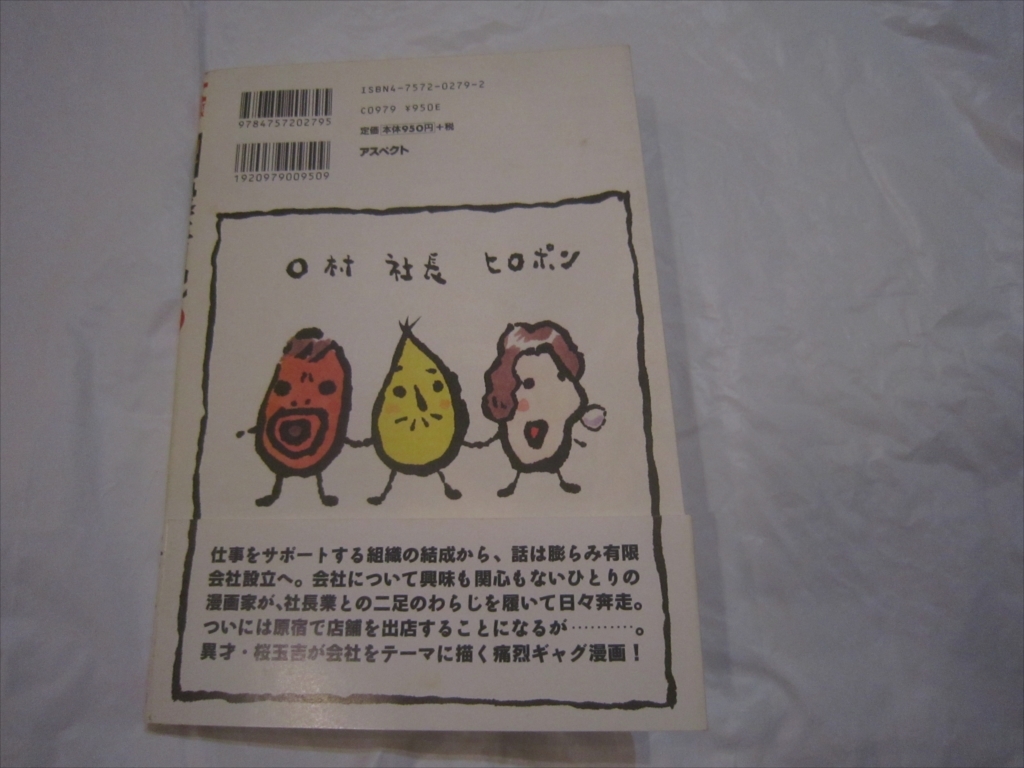 ISBN4-7572-0279-2
9784757202795
C0979 ¥950E
定価 本体950円+税
アスペクト
1920979009509
O村 社長 ヒロポン
仕事をサポートする組織の結成から、話は膨らみ有限
会社設立へ。会社について興味も関心もないひとりの
漫画家が、社長業との二足のわらじを履いて日々奔走。
ついには原宿で店舗を出店することになるが…………。
異才・桜玉吉が会社をテーマに描く痛烈ギャグ漫画！